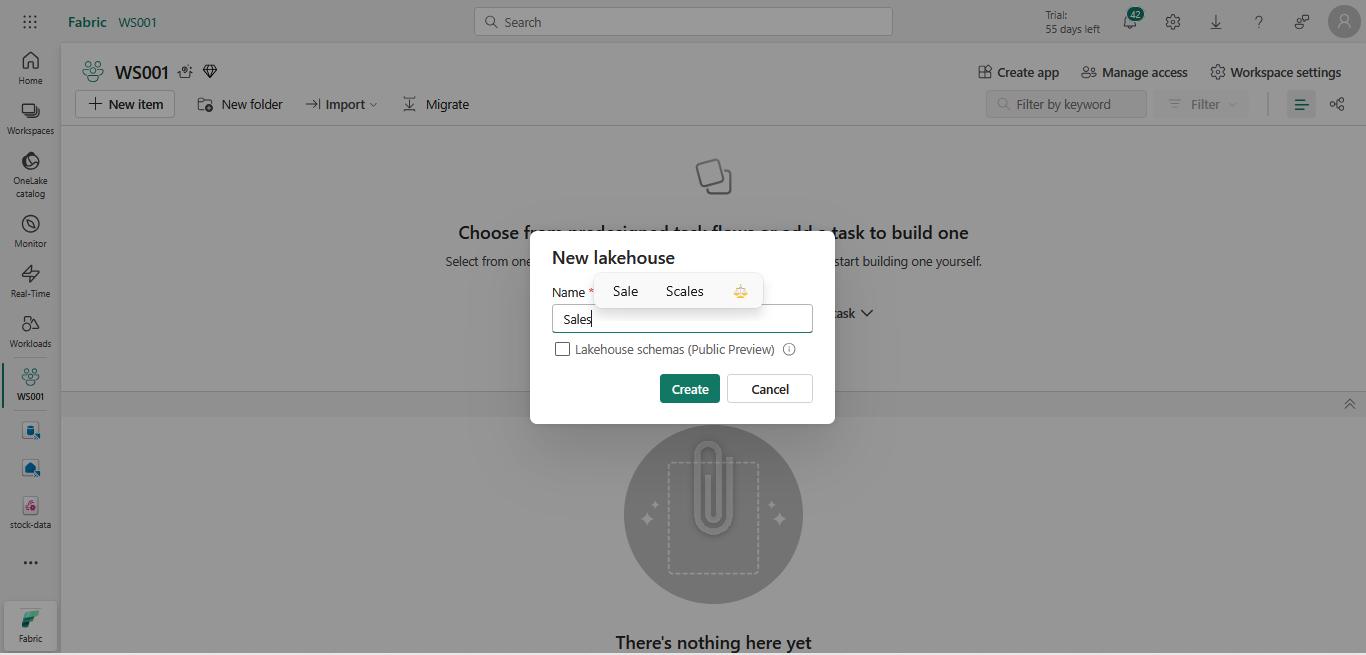 Fabric WS001
Search
Trial:
55 days left
42
Home
Workspaces
OneLake
catalog
Monitor
Real-Time
Workloads
WS001
stock-data
Fabric
WS001
Create app
Manage access
Workspace settings
New item
New folder
Import
Migrate
Filter by keyword
Filter
Choose from predesigned task flows or add a task to build one
Select from one
start building one yourself.
task
New lakehouse
Name *
Sale Scales
Sales
Lakehouse schemas (Public Preview)
Create Cancel
There's nothing here yet